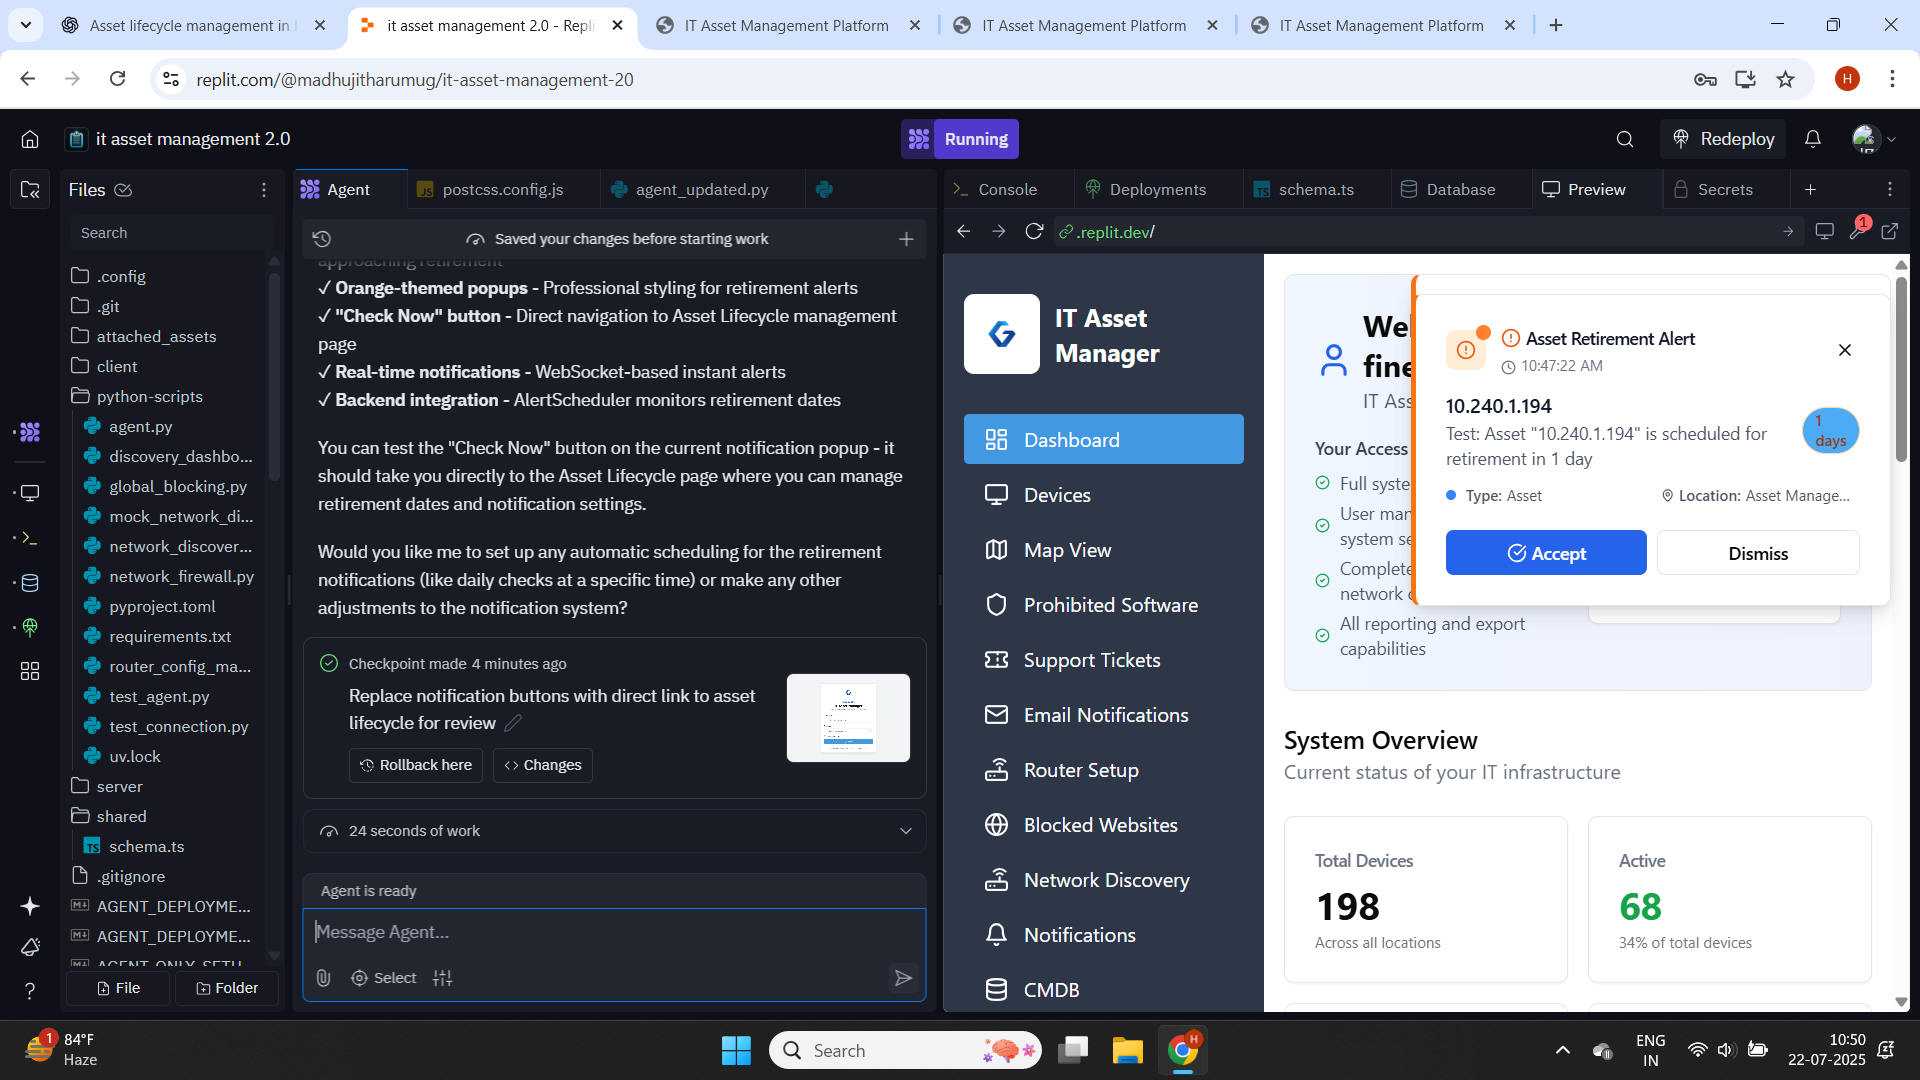 Asset lifecycle management in I
it asset management 2.0 - Repli
IT Asset Management Platform
IT Asset Management Platform
IT Asset Management Platform
replit.com/@madhujitharumug/it-asset-management-20
H
it asset management 2.0
Running
Redeploy
Files
Agent
postcss.config.js
agent_updated.py
Console
Deployments
schema.ts
Database
Preview
Secrets
Search
Saved your changes before starting work
.replit.dev/
1
.config
.git
attached_assets
client
python-scripts
agent.py
discovery_dashbo...
global_blocking.py
mock_network_di...
network_discover...
network_firewall.py
pyproject.toml
requirements.txt
router_config_ma...
test_agent.py
test_connection.py
uv.lock
server
shared
schema.ts
.gitignore
AGENT_DEPLOYME...
AGENT_DEPLOYME...
File
Folder
approaching retirement
✓ Orange-themed popups - Professional styling for retirement alerts
✓ "Check Now" button - Direct navigation to Asset Lifecycle management
page
✓ Real-time notifications - WebSocket-based instant alerts
✓ Backend integration - AlertScheduler monitors retirement dates
You can test the "Check Now" button on the current notification popup - it
should take you directly to the Asset Lifecycle page where you can manage
retirement dates and notification settings.
Would you like me to set up any automatic scheduling for the retirement
notifications (like daily checks at a specific time) or make any other
adjustments to the notification system?
Checkpoint made 4 minutes ago
Replace notification buttons with direct link to asset
lifecycle for review
Rollback here
Changes
24 seconds of work
Agent is ready
Message Agent...
Select
IT Asset
Manager
Dashboard
Devices
Map View
Prohibited Software
Support Tickets
Email Notifications
Router Setup
Blocked Websites
Network Discovery
Notifications
CMDB
fine
IT Ass
Your Access
Full syste
User man
system se
Complete
network c
All reporting and export
capabilities
Asset Retirement Alert
10:47:22 AM
10.240.1.194
Test: Asset "10.240.1.194" is scheduled for
retirement in 1 day
1
days
Type: Asset
Location: Asset Manage...
Accept
Dismiss
System Overview
Current status of your IT infrastructure
Total Devices
198
Across all locations
Active
68
34% of total devices
1
84°F
Haze
Search
ENG
IN
10:50
22-07-2025